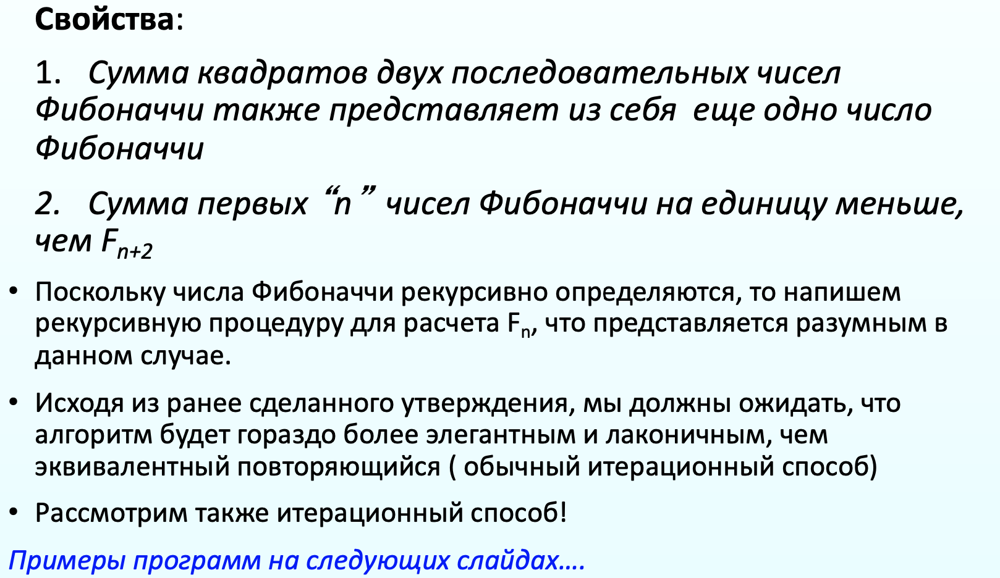 Свойства:
1. Сумма квадратов двух последовательных чисел
Фибоначчи также представляет из себя еще одно число
Фибоначчи
2. Сумма первых “n” чисел Фибоначчи на единицу меньше,
чем Fn+2
• Поскольку числа Фибоначчи рекурсивно определяются, то напишем
рекурсивную процедуру для расчета Fn, что представляется разумным в
данном случае.
• Исходя из ранее сделанного утверждения, мы должны ожидать, что
алгоритм будет гораздо более элегантным и лаконичным, чем
эквивалентный повторяющийся ( обычный итерационный способ)
• Рассмотрим также итерационный способ!
Примеры программ на следующих слайдах….